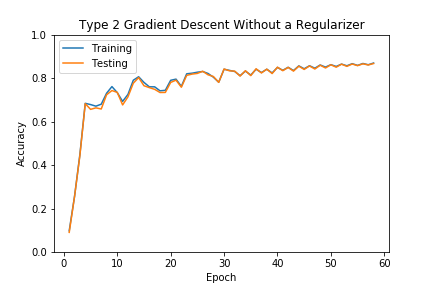 Type 2 Gradient Descent Without a Regularizer
Training
Testing
Accuracy
1.0
0.8
0.6
0.4
0.2
0.0
0 10 20 30 40 50 60
Epoch